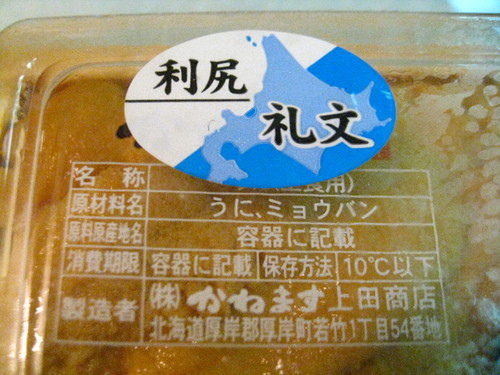 利尻
礼文
名称 食用)
原材料名 うに、ミョウバン
原料原産地名 容器に記載
消費期限 容器に記載 保存方法 10℃以下
製造者 (株)かねます上田商店
北海道厚岸郡厚岸町若竹1丁目54番地